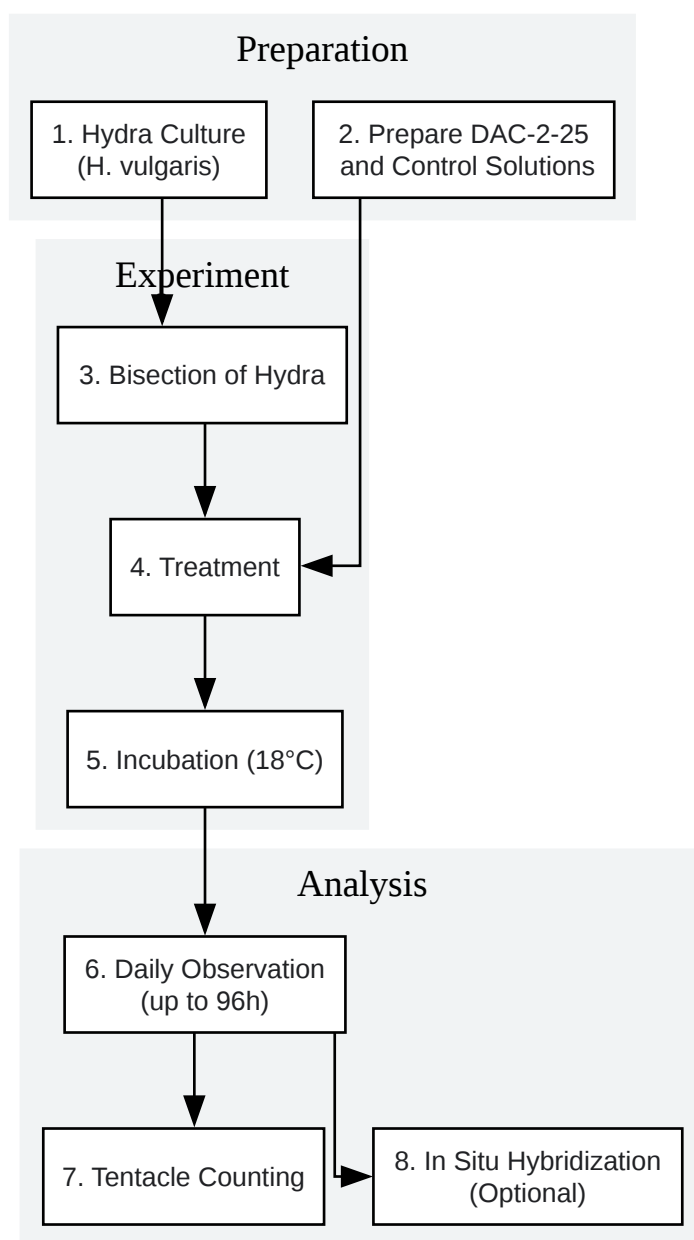 Preparation
1. Hydra Culture
(H. vulgaris)
2. Prepare DAC-2-25
and Control Solutions
Experiment
3. Bisection of Hydra
4. Treatment
5. Incubation (18°C)
Analysis
6. Daily Observation
(up to 96h)
7. Tentacle Counting
8. In Situ Hybridization
(Optional)